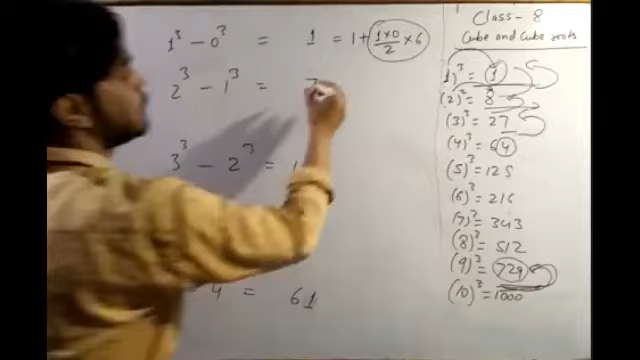 1³ - 0³ = 1 = 1 + 1×0/2 × 6
2³ - 1³ =
3³ - 2³ = 1
4 = 61
Class - 8
Cube and Cube roots
1)³ = 1
(2)³ = 8
(3)³ = 27
(4)³ = 64
(5)³ = 125
(6)³ = 216
(7)³ = 343
(8)³ = 512
(9)³ = 729
(10)³ = 1000